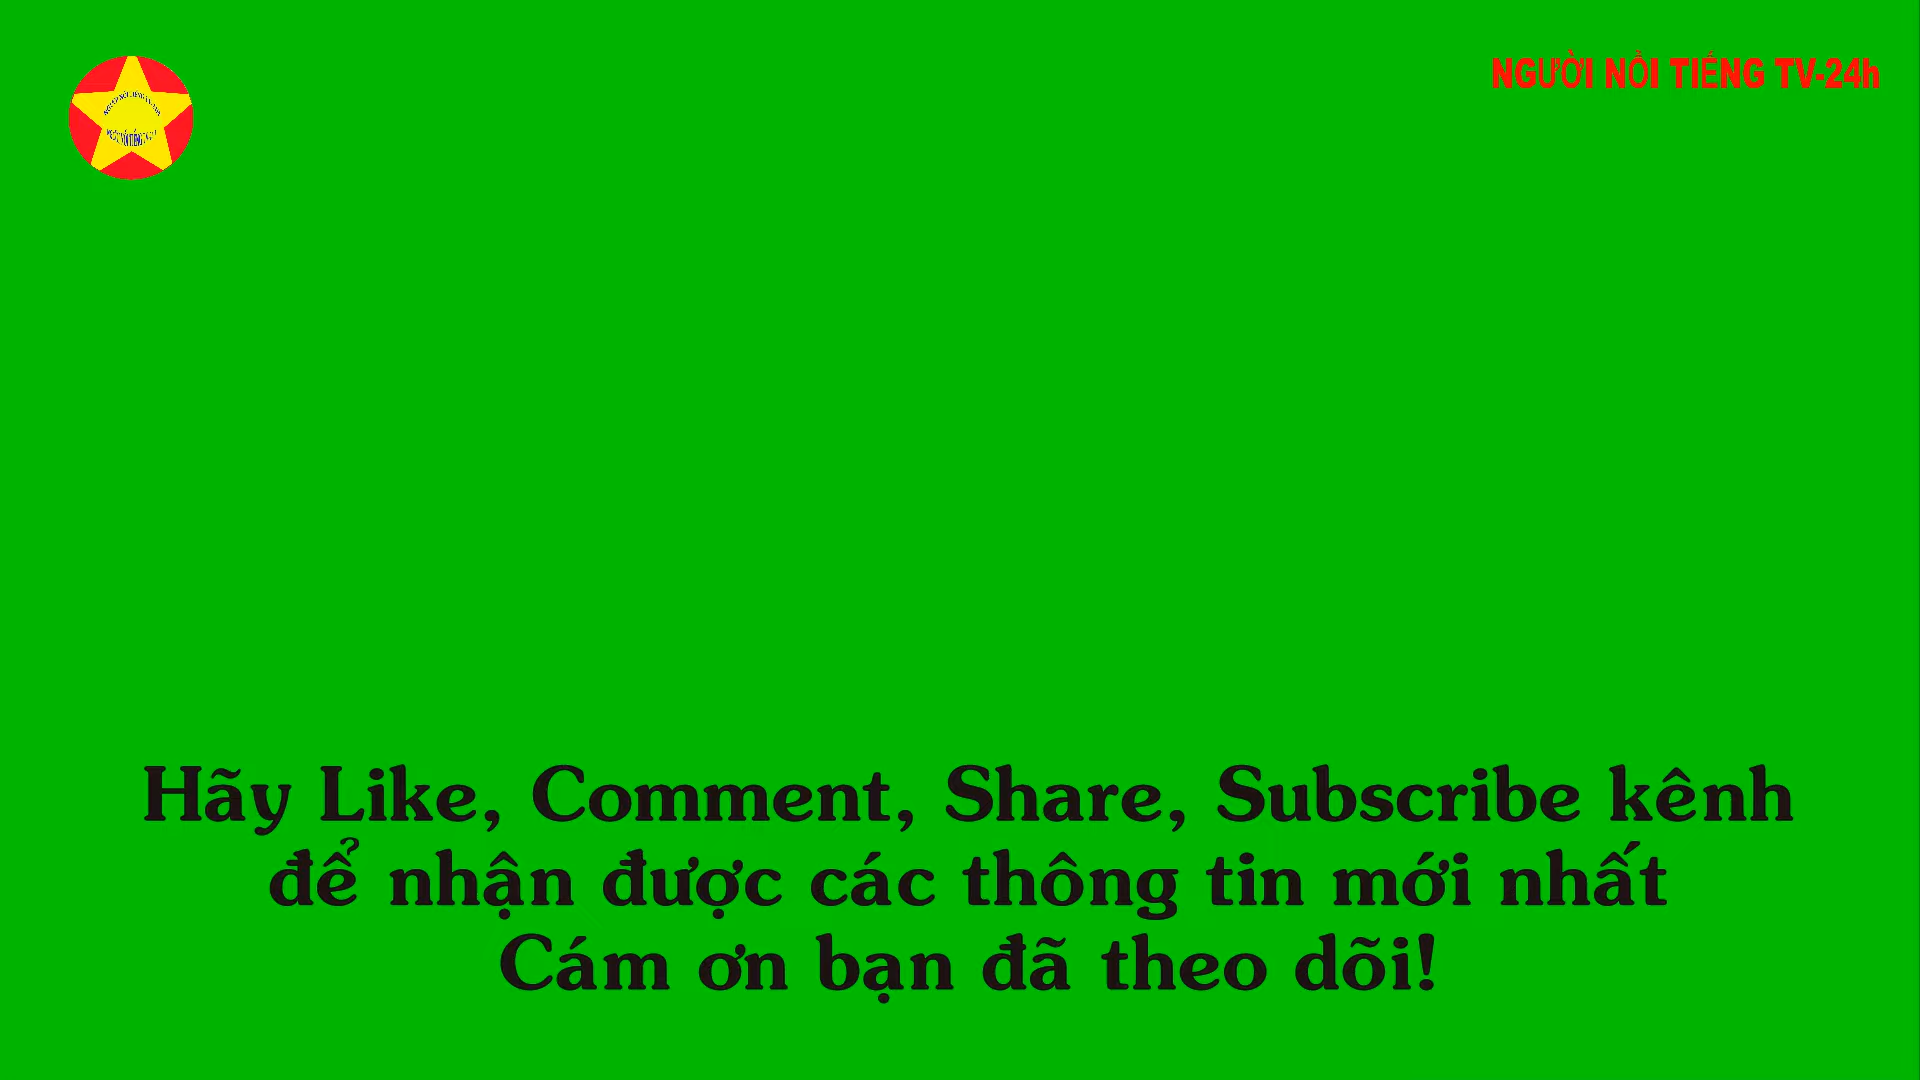 NGƯỜI NỔI TIẾNG TV-24h
Hãy Like, Comment, Share, Subscribe kênh
để nhận được các thông tin mới nhất
Cám ơn bạn đã theo dõi!